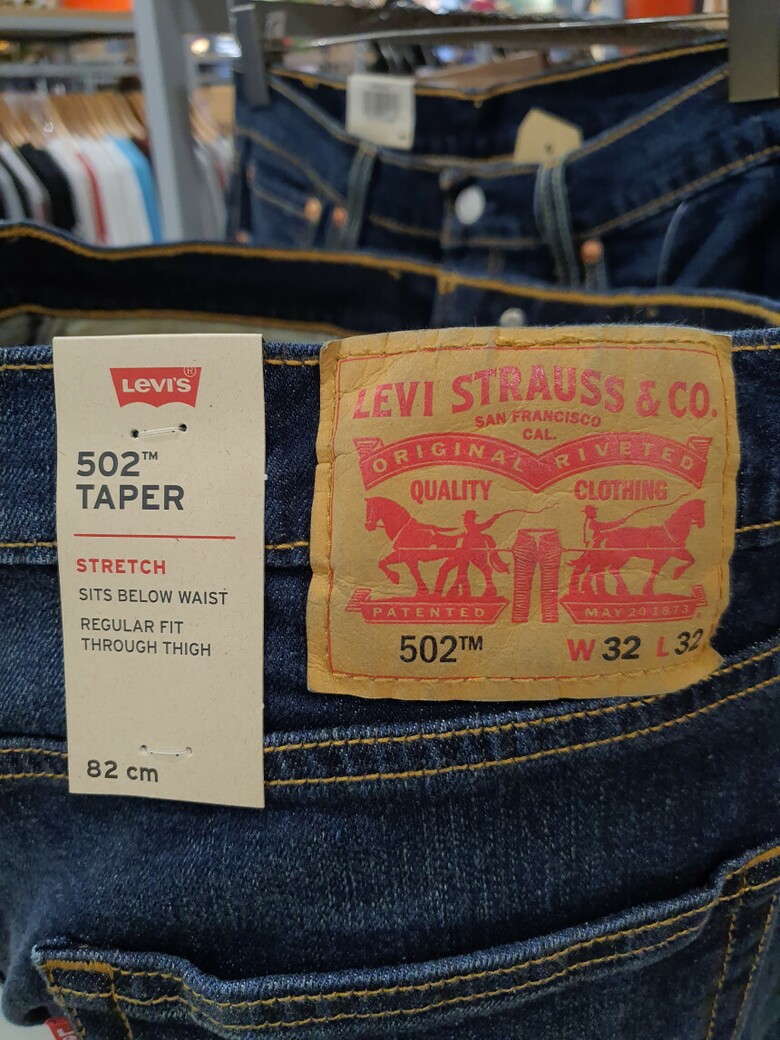 LEVI'S®
502™
TAPER
STRETCH
SITS BELOW WAIST
REGULAR FIT
THROUGH THIGH
82 cm
LEVI STRAUSS & CO.
SAN FRANCISCO
CAL.
ORIGINAL RIVETED
QUALITY CLOTHING
PATENTED MAY 20 1873
502™ W 32 L 32